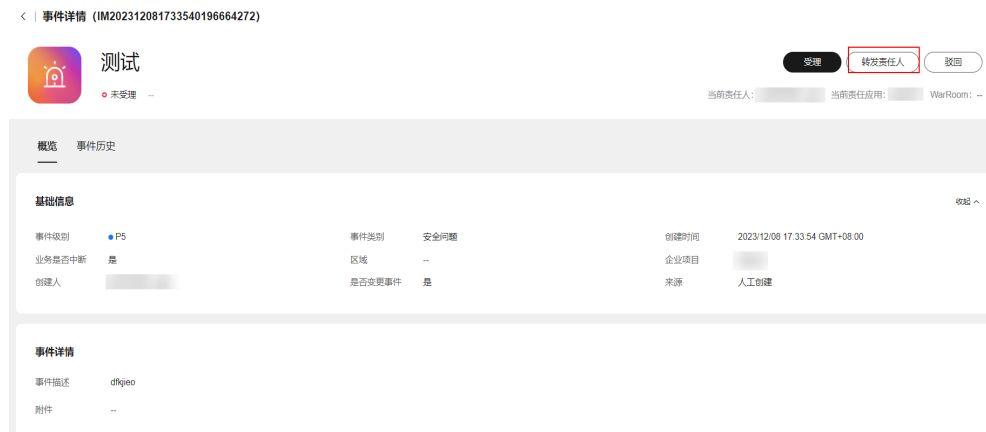 事件详情（IM202312081733540196664272）
测试
受理 转发责任人 驳回
未受理 --
当前责任人: 当前责任应用: WarRoom: --
概览 事件历史
基础信息 收起
事件级别 P5 事件类别 安全问题 创建时间 2023/12/08 17:33:54 GMT+08:00
业务是否中断 是 区域 -- 企业项目
创建人 是否变更事件 是 来源 人工创建
事件详情
事件描述 dfkjieo
附件 --